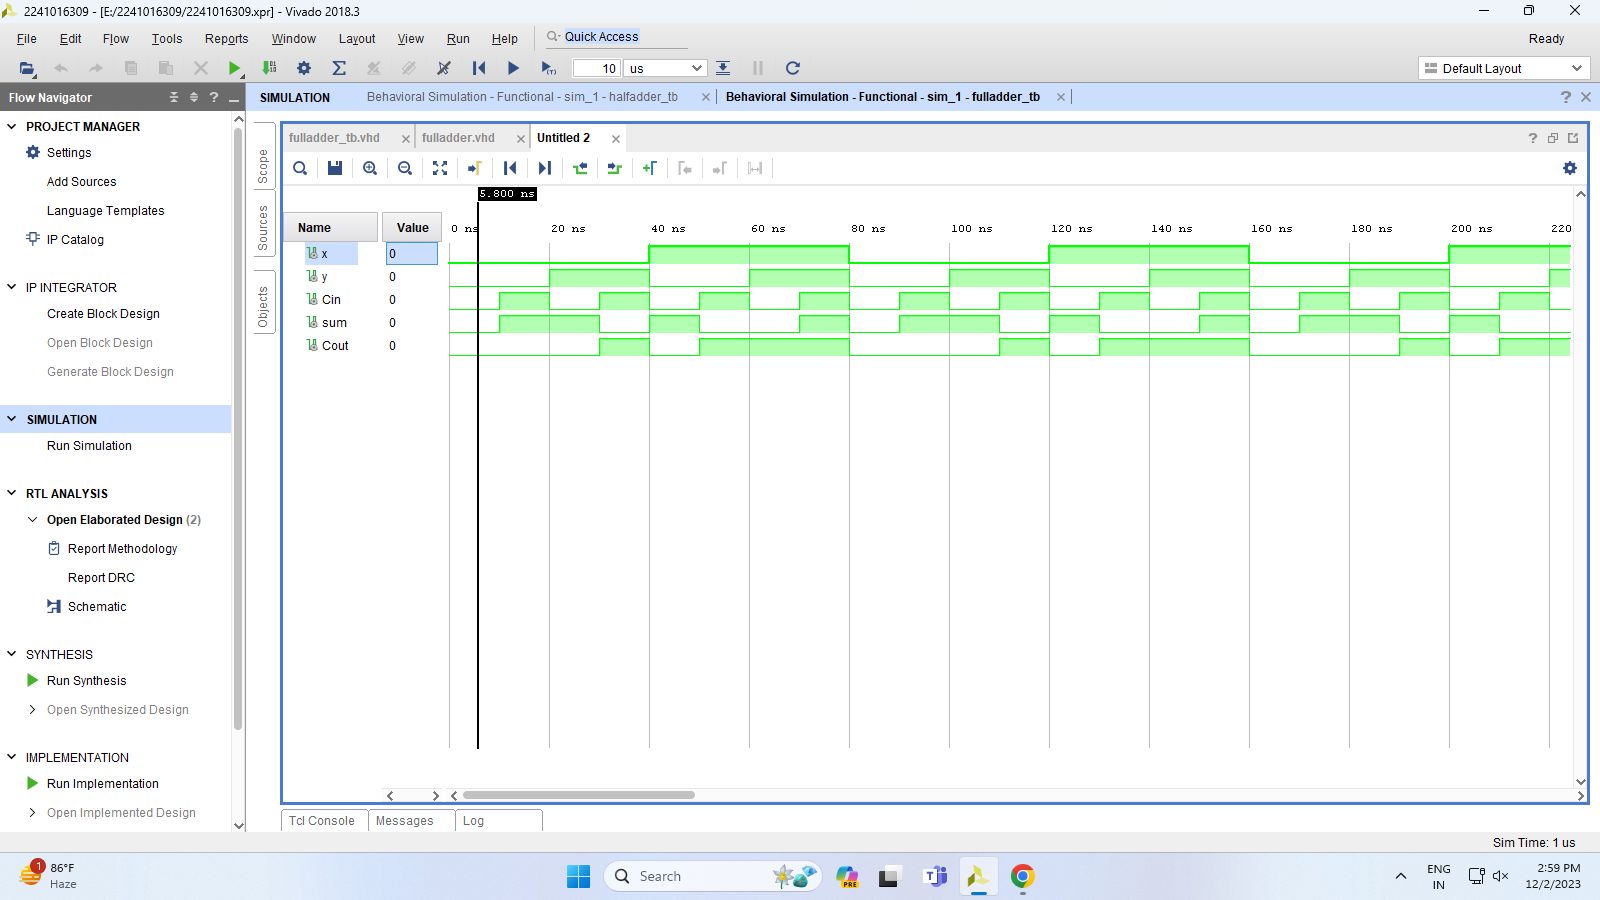 2241016309 - [E:/2241016309/2241016309.xpr] - Vivado 2018.3
File Edit Flow Tools Reports Window Layout View Run Help Quick Access Ready
10 us Default Layout
Flow Navigator
SIMULATION Behavioral Simulation - Functional - sim_1 - halfadder_tb Behavioral Simulation - Functional - sim_1 - fulladder_tb
PROJECT MANAGER
Settings
Add Sources
Language Templates
IP Catalog
IP INTEGRATOR
Create Block Design
Open Block Design
Generate Block Design
SIMULATION
Run Simulation
RTL ANALYSIS
Open Elaborated Design (2)
Report Methodology
Report DRC
Schematic
SYNTHESIS
Run Synthesis
Open Synthesized Design
IMPLEMENTATION
Run Implementation
Open Implemented Design
Scope
Sources
Objects
fulladder_tb.vhd fulladder.vhd Untitled 2
5.800 ns
Name Value 0 ns 20 ns 40 ns 60 ns 80 ns 100 ns 120 ns 140 ns 160 ns 180 ns 200 ns 220
x 0
y 0
Cin 0
sum 0
Cout 0
Tcl Console Messages Log
Sim Time: 1 us
1
86°F
Haze
Search
PRE
ENG
IN
2:59 PM
12/2/2023